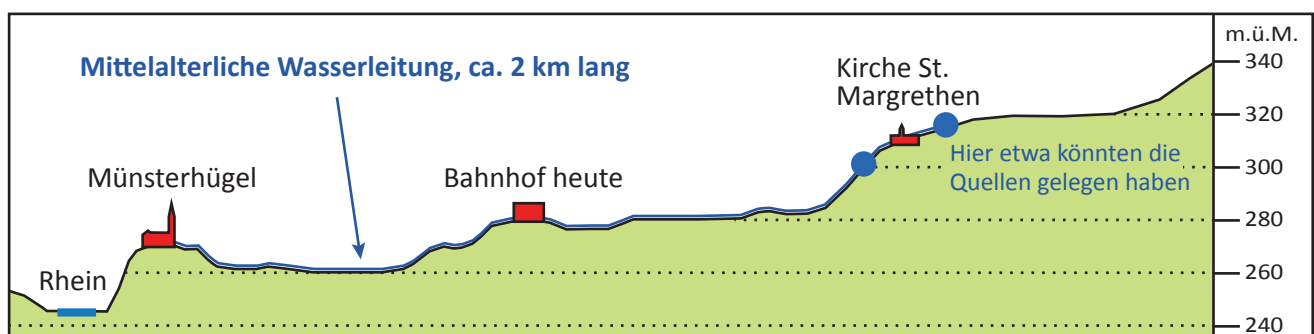 m.ü.M.
Mittelalterliche Wasserleitung, ca. 2 km lang
Kirche St.
Margrethen
340
320
Hier etwa könnten die
Quellen gelegen haben
300
Münsterhügel
Bahnhof heute
280
Rhein
260
240